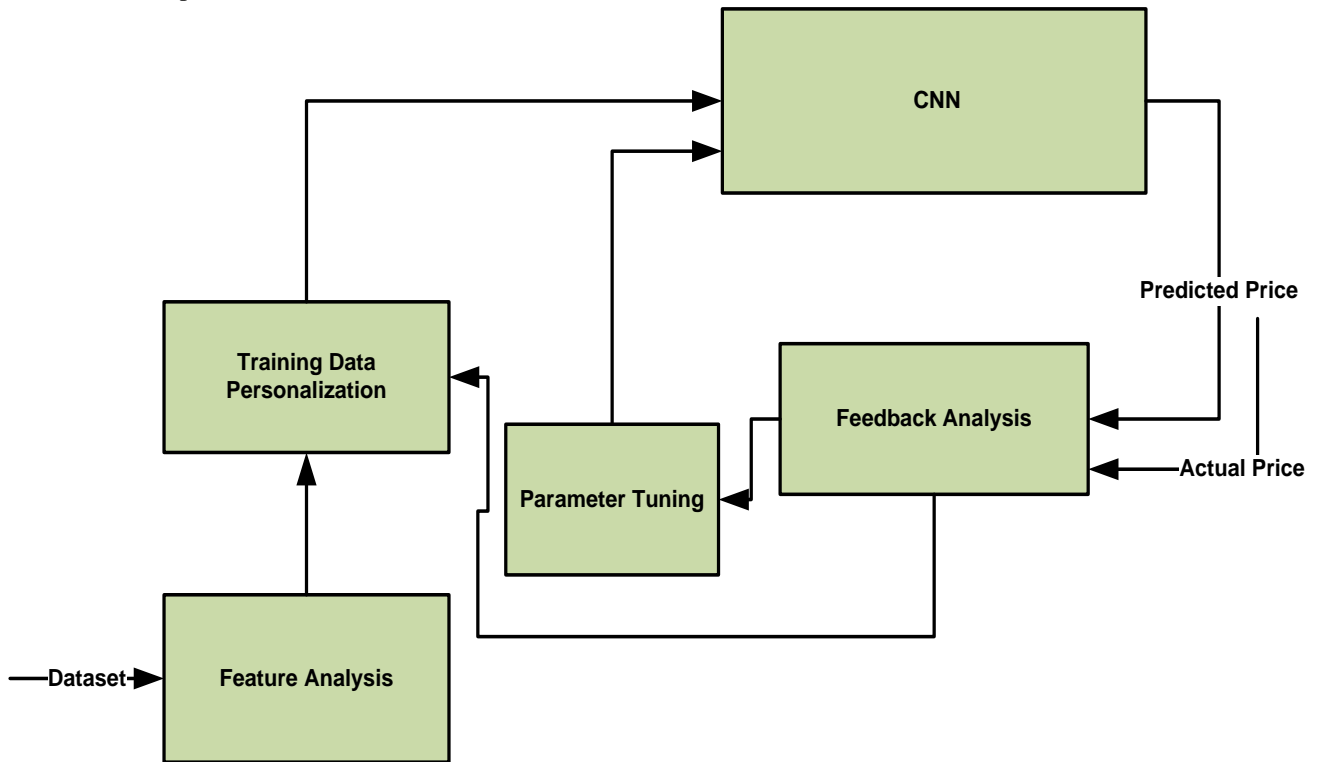 CNN
Predicted Price
Training Data
Personalization
Feedback Analysis
Actual Price
Parameter Tuning
Dataset
Feature Analysis